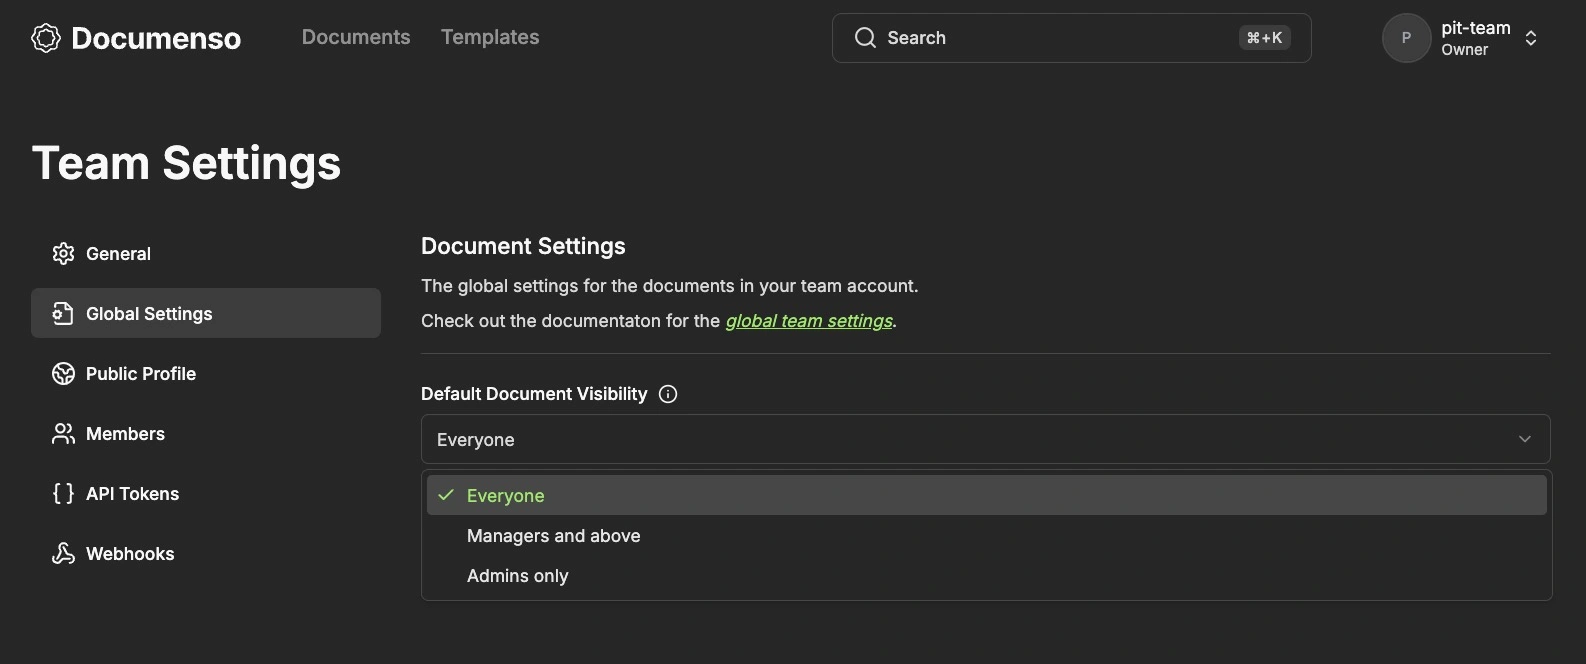 Documenso
Documents
Templates
Search
⌘+K
P
pit-team
Owner
Team Settings
General
Global Settings
Public Profile
Members
API Tokens
Webhooks
Document Settings
The global settings for the documents in your team account.
Check out the documentaton for the global team settings.
Default Document Visibility
Everyone
Everyone
Managers and above
Admins only